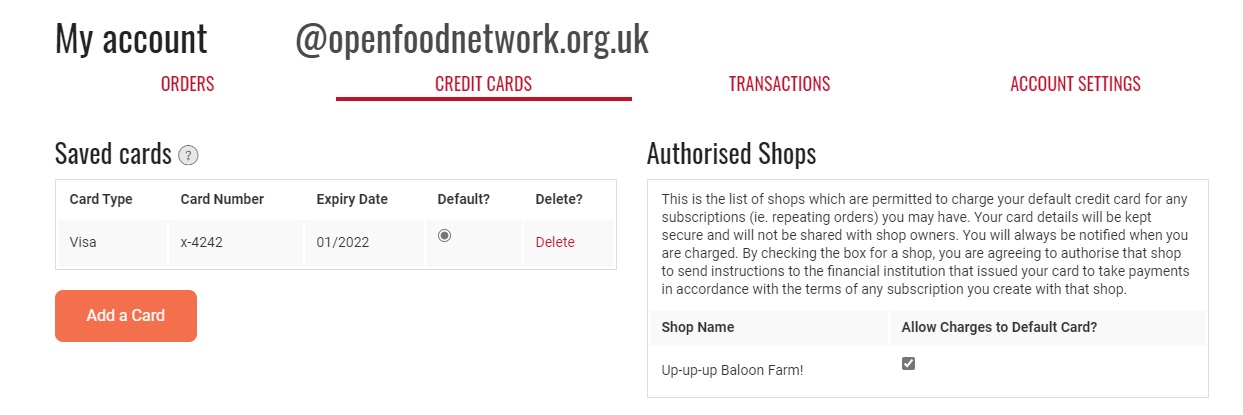 My account @openfoodnetwork.org.uk
ORDERS CREDIT CARDS TRANSACTIONS ACCOUNT SETTINGS
Saved cards ?
Card Type Card Number Expiry Date Default? Delete?
Visa x-4242 01/2022 Delete
Add a Card
Authorised Shops
This is the list of shops which are permitted to charge your default credit card for any
subscriptions (ie. repeating orders) you may have. Your card details will be kept
secure and will not be shared with shop owners. You will always be notified when you
are charged. By checking the box for a shop, you are agreeing to authorise that shop
to send instructions to the financial institution that issued your card to take payments
in accordance with the terms of any subscription you create with that shop.
Shop Name Allow Charges to Default Card?
Up-up-up Baloon Farm!